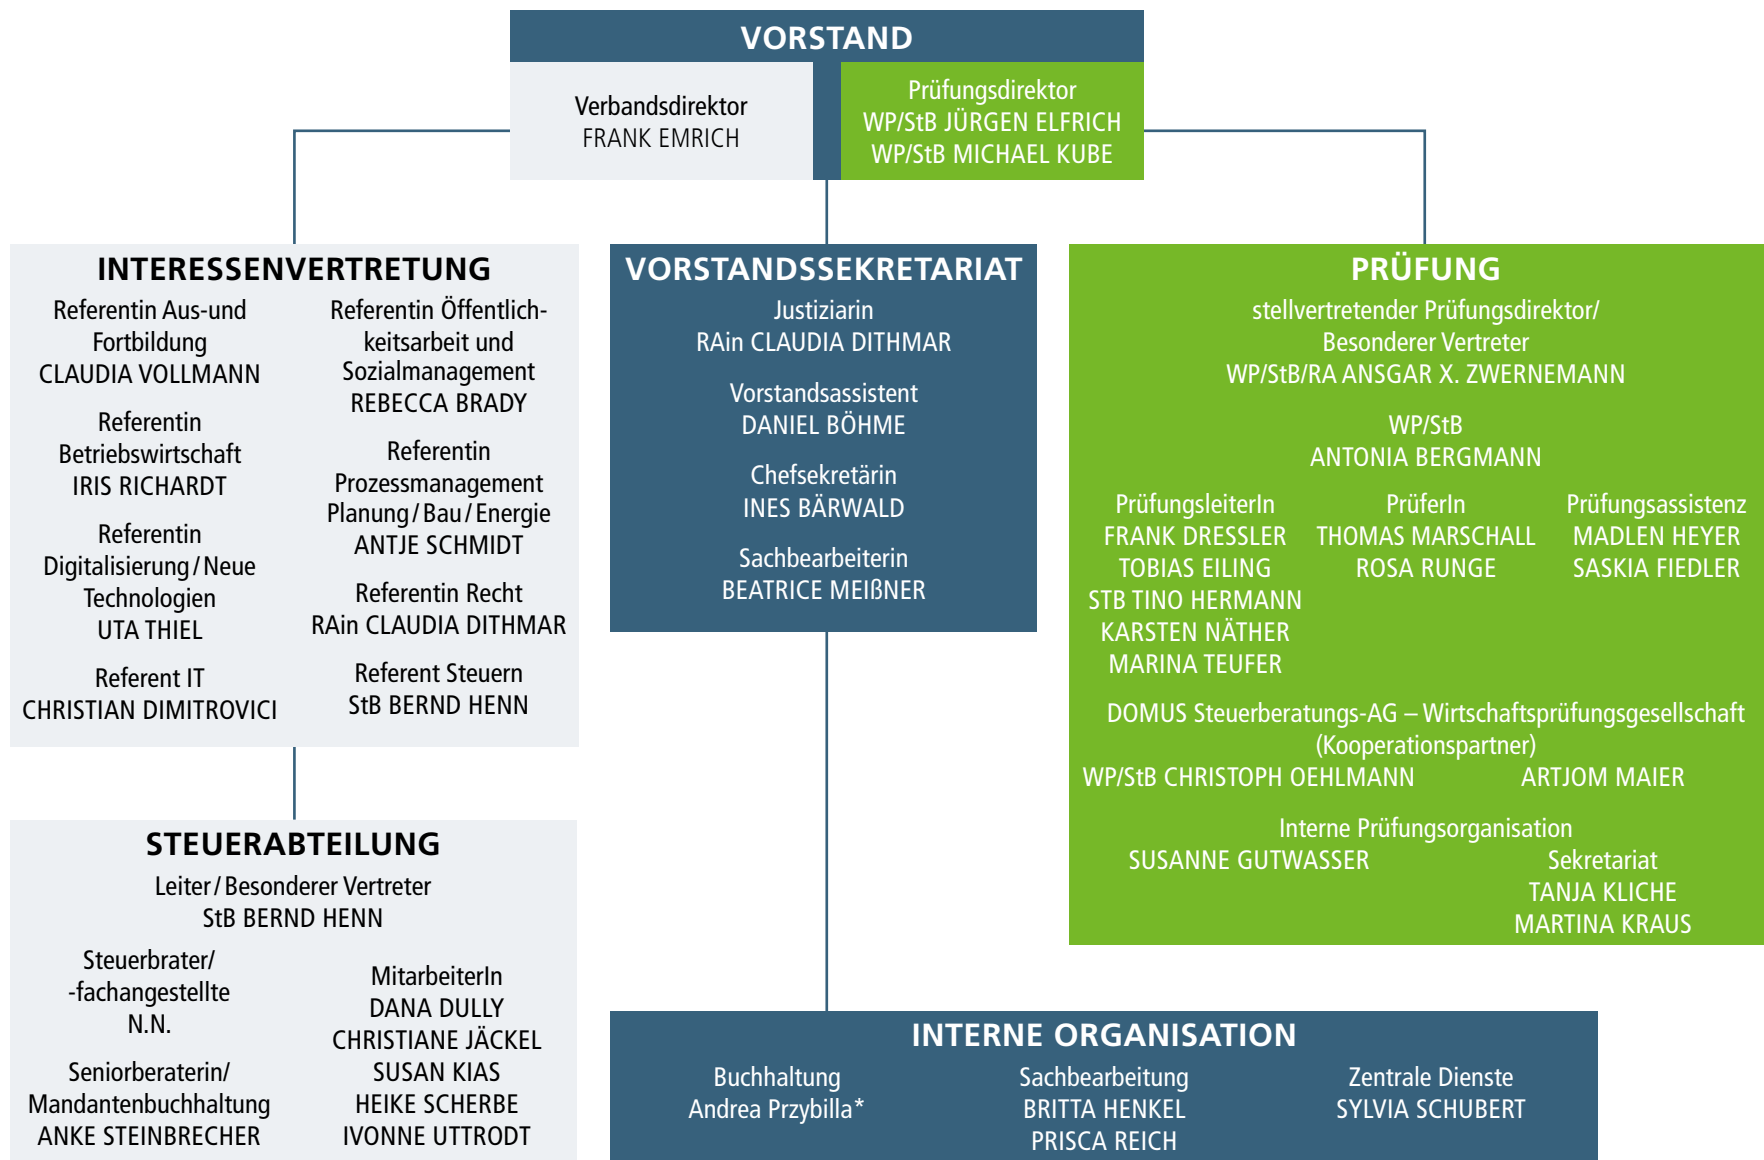 VORSTAND
Verbandsdirektor
FRANK EMRICH
Prüfungsdirektor
WP/StB JÜRGEN ELFRICH
WP/StB MICHAEL KUBE
INTERESSENVERTRETUNG
Referentin Aus-und
Fortbildung
CLAUDIA VOLLMANN
Referentin
Betriebswirtschaft
IRIS RICHARDT
Referentin
Digitalisierung / Neue
Technologien
UTA THIEL
Referent IT
CHRISTIAN DIMITROVICI
Referentin Öffentlich-
keitsarbeit und
Sozialmanagement
REBECCA BRADY
Referentin
Prozessmanagement
Planung / Bau / Energie
ANTJE SCHMIDT
Referentin Recht
RAin CLAUDIA DITHMAR
Referent Steuern
StB BERND HENN
VORSTANDSSEKRETARIAT
Justiziarin
RAin CLAUDIA DITHMAR
Vorstandsassistent
DANIEL BÖHME
Chefsekretärin
INES BÄRWALD
Sachbearbeiterin
BEATRICE MEIßNER
PRÜFUNG
stellvertretender Prüfungsdirektor/
Besonderer Vertreter
WP/StB/RA ANSGAR X. ZWERNEMANN
WP/StB
ANTONIA BERGMANN
PrüfungsleiterIn
FRANK DRESSLER
TOBIAS EILING
STB TINO HERMANN
KARSTEN NÄTHER
MARINA TEUFER
PrüferIn
THOMAS MARSCHALL
ROSA RUNGE
Prüfungsassistenz
MADLEN HEYER
SASKIA FIEDLER
DOMUS Steuerberatungs-AG – Wirtschaftsprüfungsgesellschaft
(Kooperationspartner)
WP/StB CHRISTOPH OEHLMANN
ARTJOM MAIER
Interne Prüfungsorganisation
SUSANNE GUTWASSER
Sekretariat
TANJA KLICHE
MARTINA KRAUS
STEUERABTEILUNG
Leiter / Besonderer Vertreter
StB BERND HENN
Steuerbrater/
-fachangestellte
N.N.
Seniorberaterin/
Mandantenbuchhaltung
ANKE STEINBRECHER
MitarbeiterIn
DANA DULLY
CHRISTIANE JÄCKEL
SUSAN KIAS
HEIKE SCHERBE
IVONNE UTTRODT
INTERNE ORGANISATION
Buchhaltung
Andrea Przybilla*
Sachbearbeitung
BRITTA HENKEL
PRISCA REICH
Zentrale Dienste
SYLVIA SCHUBERT